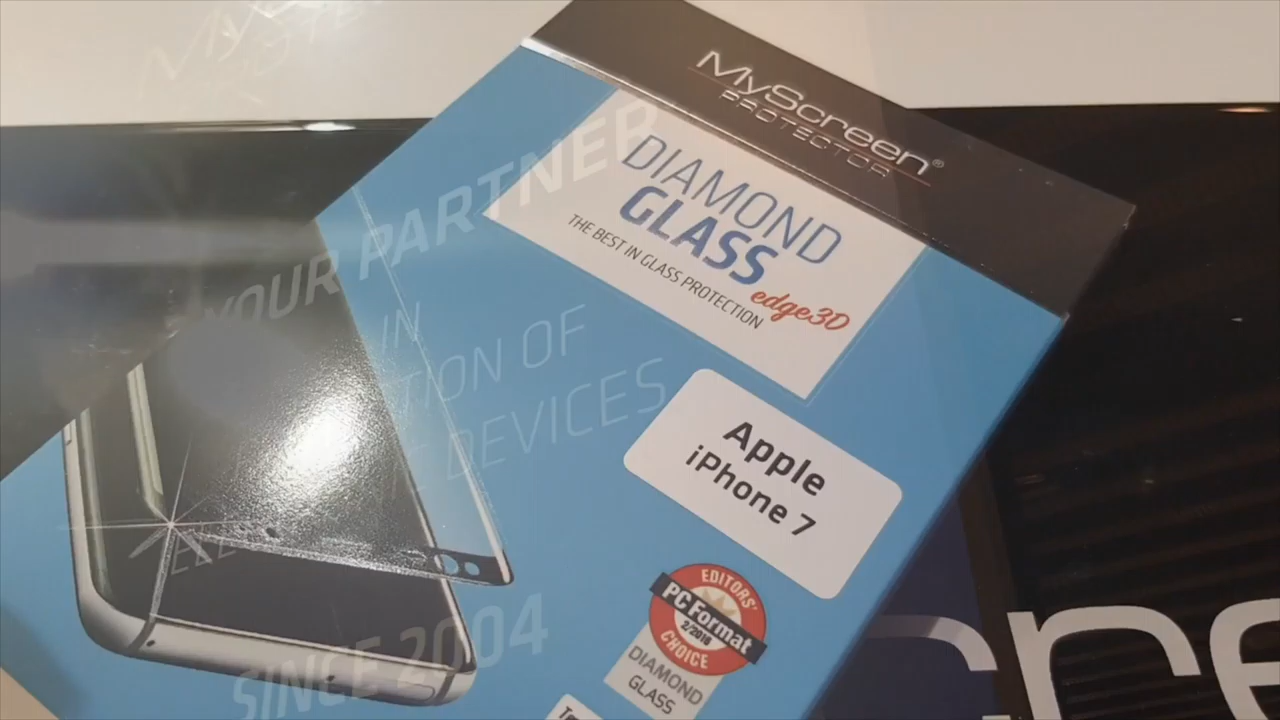 MyScreen®
PROTECTOR
DIAMOND
GLASS
THE BEST IN GLASS PROTECTION
edge3D
Apple
iPhone 7
EDITORS'
PC Format
2/2018
CHOICE
DIAMOND
GLASS
YOUR PARTNER
IN
OF
DEVICES
SINCE 2004